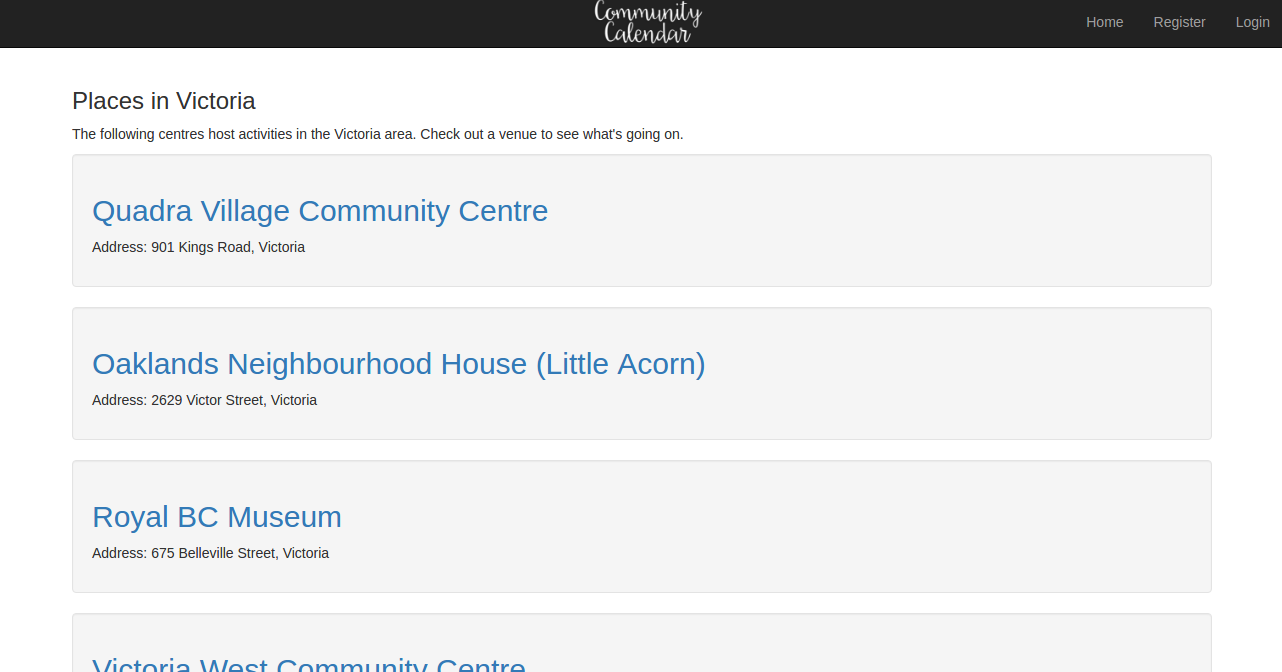 Community
Calendar
Home Register Login
Places in Victoria
The following centres host activities in the Victoria area. Check out a venue to see what's going on.
Quadra Village Community Centre
Address: 901 Kings Road, Victoria
Oaklands Neighbourhood House (Little Acorn)
Address: 2629 Victor Street, Victoria
Royal BC Museum
Address: 675 Belleville Street, Victoria
Victoria West Community Centre